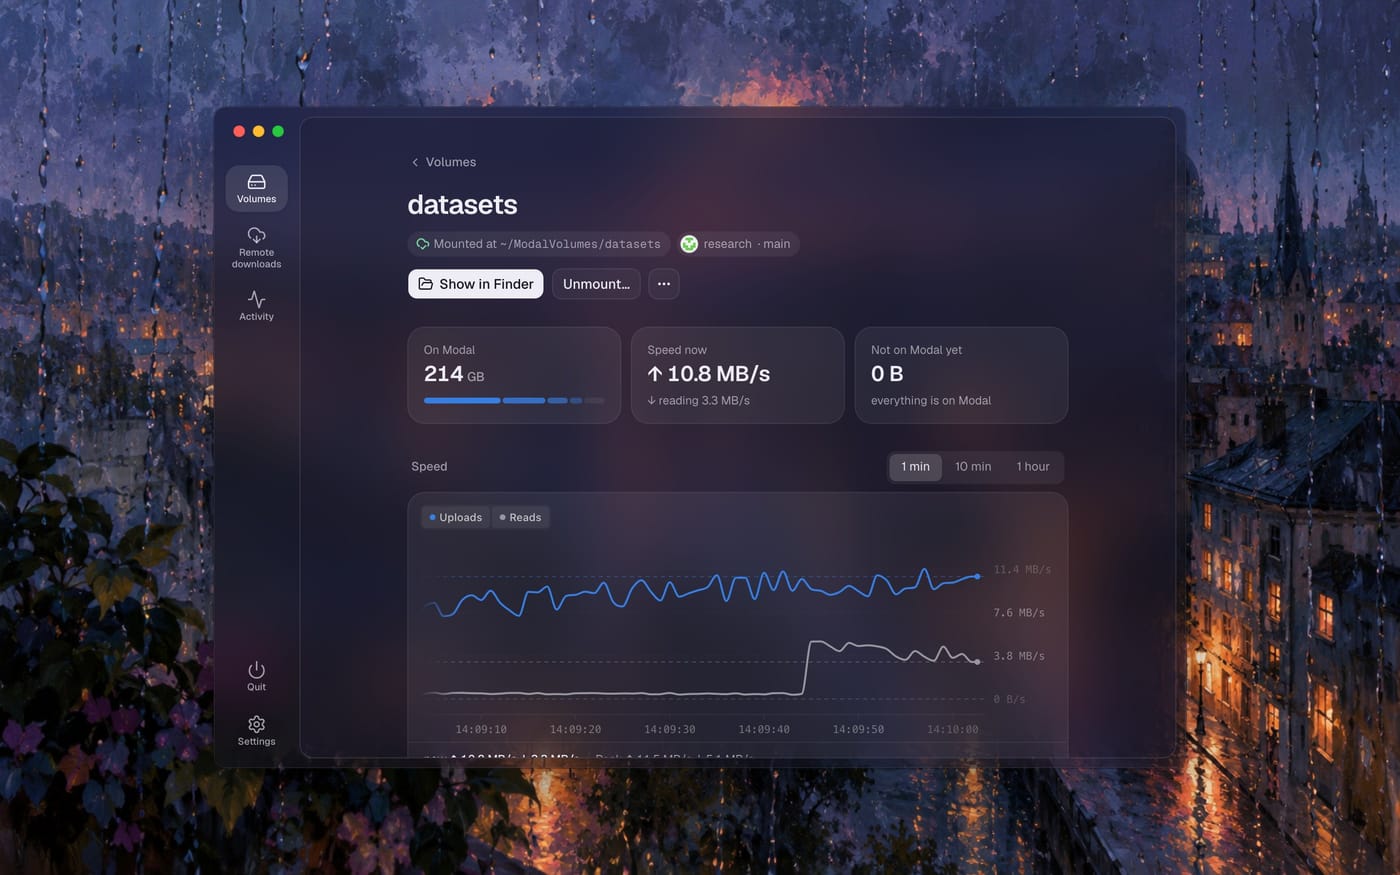 Volumes
Remote
downloads
Activity
Quit
Settings
Volumes
datasets
Mounted at ~/ModalVolumes/datasets
research · main
Show in Finder
Unmount…
On Modal
214 GB
Speed now
↑ 10.8 MB/s
↓ reading 3.3 MB/s
Not on Modal yet
0 B
everything is on Modal
Speed
1 min
10 min
1 hour
Uploads
Reads
11.4 MB/s
7.6 MB/s
3.8 MB/s
0 B/s
14:09:10
14:09:20
14:09:30
14:09:40
14:09:50
14:10:00